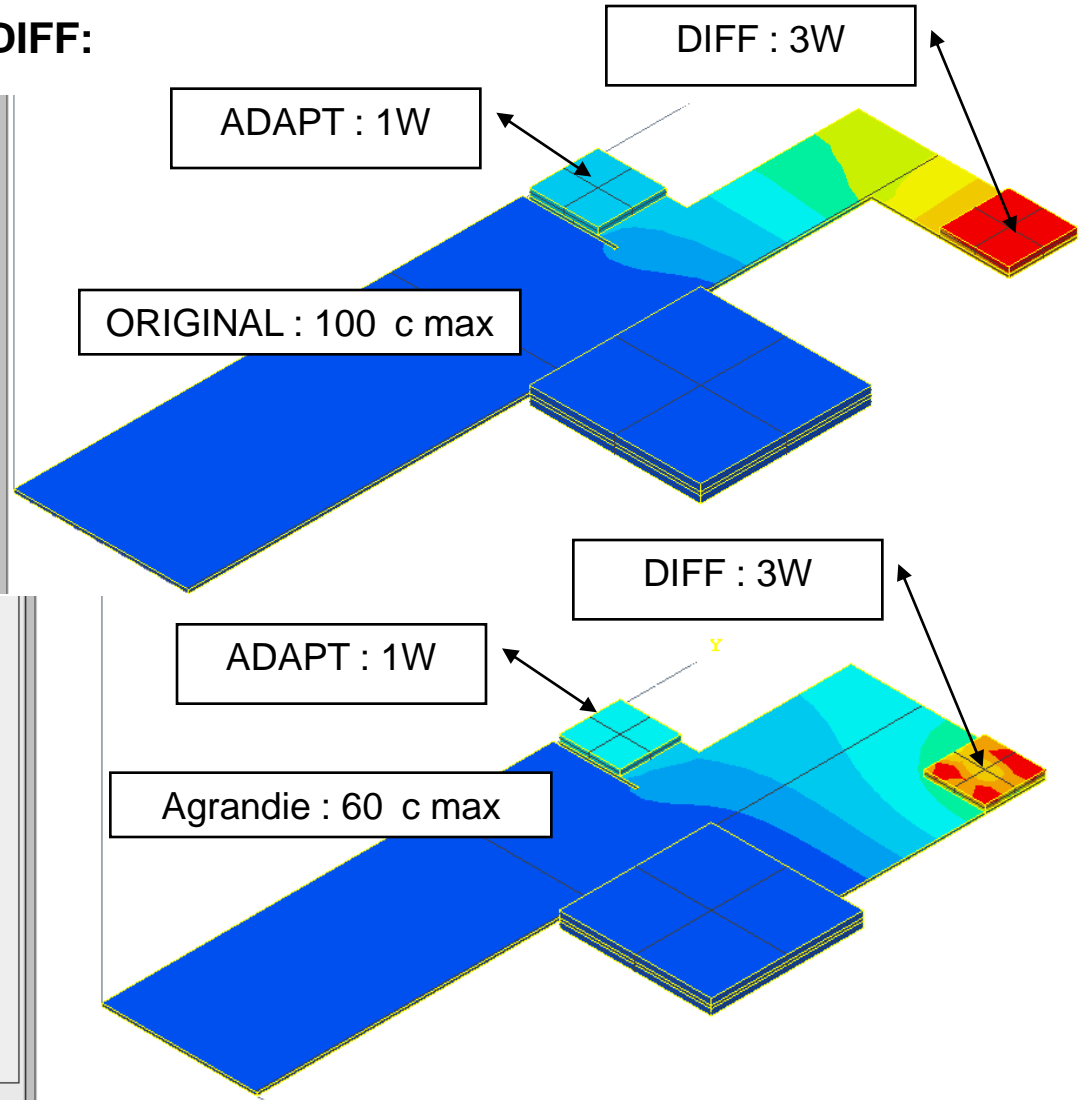 DIFF:
DIFF : 3W
ADAPT : 1W
ORIGINAL : 100 c max
DIFF : 3W
ADAPT : 1W
Y
Agrandie : 60 c max